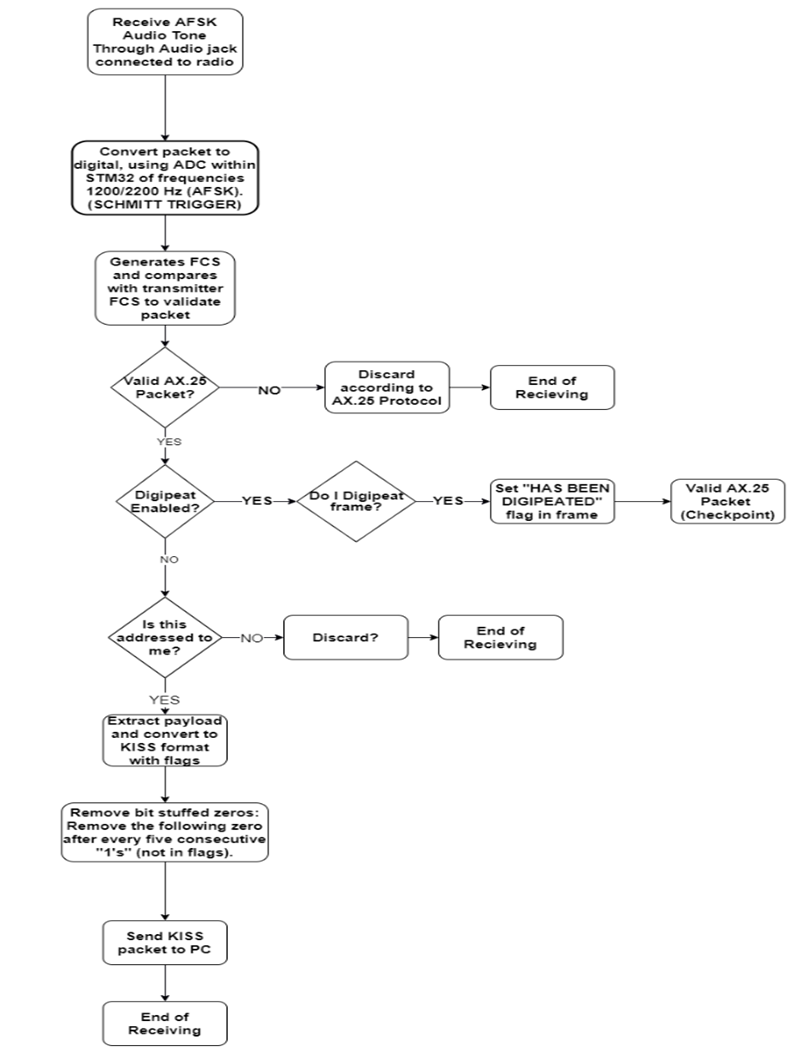 Receive AFSK
Audio Tone
Through Audio jack
connected to radio
Convert packet to
digital, using ADC within
STM32 of frequencies
1200/2200 Hz (AFSK).
(SCHMITT TRIGGER)
Generates FCS
and compares
with transmitter
FCS to validate
packet
Valid AX.25
Packet?
NO
Discard
according to
AX.25 Protocol
End of
Recieving
YES
Digipeat
Enabled?
YES
Do I Digipeat
frame?
YES
Set "HAS BEEN
DIGIPEATED"
flag in frame
Valid AX.25
Packet
(Checkpoint)
NO
Is this
addressed to
me?
NO
Discard?
End of
Recieving
YES
Extract payload
and convert to
KISS format
with flags
Remove bit stuffed zeros:
Remove the following zero
after every five consecutive
"1's" (not in flags).
Send KISS
packet to PC
End of
Receiving